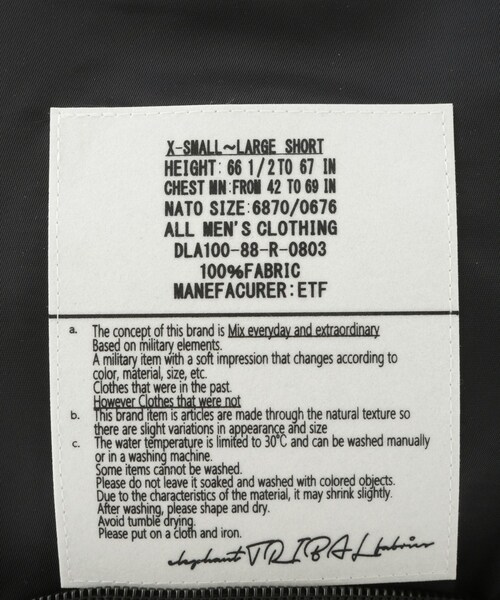 X-SMALL~LARGE SHORT
HEIGHT: 66 1/2 TO 67 IN
CHEST MN:FROM 42 TO 69 IN
NATO SIZE:6870/0676
ALL MEN'S CLOTHING
DLA100-88-R-0803
100%FABRIC
MANEFACURER:ETF
a. The concept of this brand is Mix everyday and extraordinary
Based on military elements.
A military item with a soft impression that changes according to
color, material, size, etc.
Clothes that were in the past.
However Clothes that were not
b. This brand item is articles are made through the natural texture so
there are slight variations in appearance and size
c. The water temperature is limited to 30°C and can be washed manually
or in a washing machine.
Some items cannot be washed.
Please do not leave it soaked and washed with colored objects.
Due to the characteristics of the material, it may shrink slightly.
After washing, please shape and dry.
Avoid tumble drying.
Please put on a cloth and iron.
elephant TRIBAL fabrics